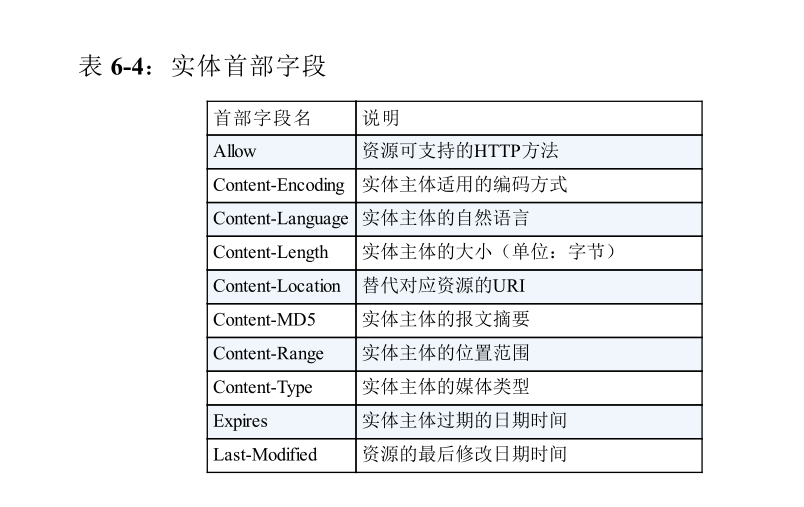 表 6-4：实体首部字段
首部字段名 说明
Allow 资源可支持的HTTP方法
Content-Encoding 实体主体适用的编码方式
Content-Language 实体主体的自然语言
Content-Length 实体主体的大小（单位：字节）
Content-Location 替代对应资源的URI
Content-MD5 实体主体的报文摘要
Content-Range 实体主体的位置范围
Content-Type 实体主体的媒体类型
Expires 实体主体过期的日期时间
Last-Modified 资源的最后修改日期时间